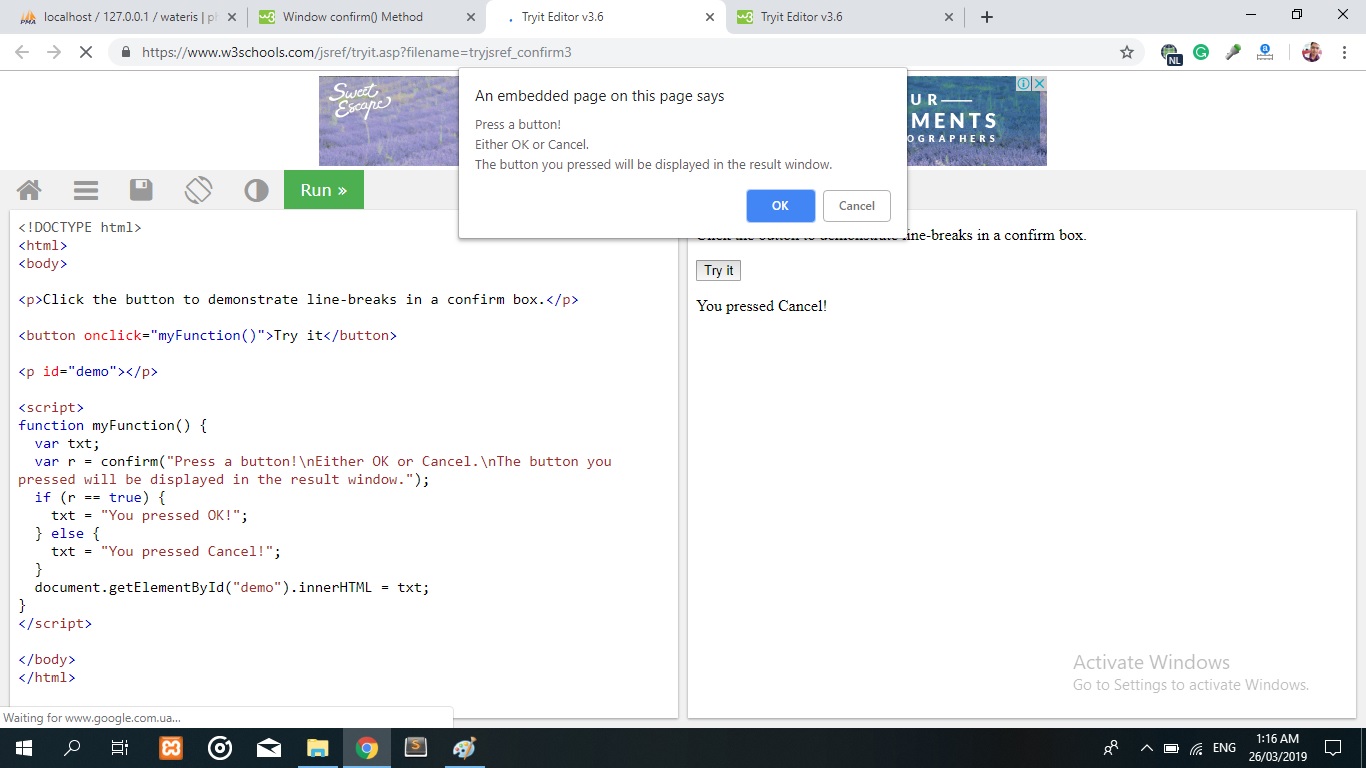 localhost / 127.0.0.1 / wateris | ph
Window confirm() Method
Tryit Editor v3.6
Tryit Editor v3.6
https://www.w3schools.com/jsref/tryit.asp?filename=tryjsref_confirm3
NL
Sweet
Escape
An embedded page on this page says
Press a button!
Either OK or Cancel.
The button you pressed will be displayed in the result window.
OK
Cancel
UR
MENTS
OGRAPHERS
Run »
<!DOCTYPE html>
<html>
<body>
<p>Click the button to demonstrate line-breaks in a confirm box.</p>
<button onclick="myFunction()">Try it</button>
<p id="demo"></p>
<script>
function myFunction() {
var txt;
var r = confirm("Press a button!\nEither OK or Cancel.\nThe button you
pressed will be displayed in the result window.");
if (r == true) {
txt = "You pressed OK!";
} else {
txt = "You pressed Cancel!";
}
document.getElementById("demo").innerHTML = txt;
}
</script>
</body>
</html>
Click the button to demonstrate line-breaks in a confirm box.
Try it
You pressed Cancel!
Activate Windows
Go to Settings to activate Windows.
Waiting for www.google.com.ua...
ENG
1:16 AM
26/03/2019